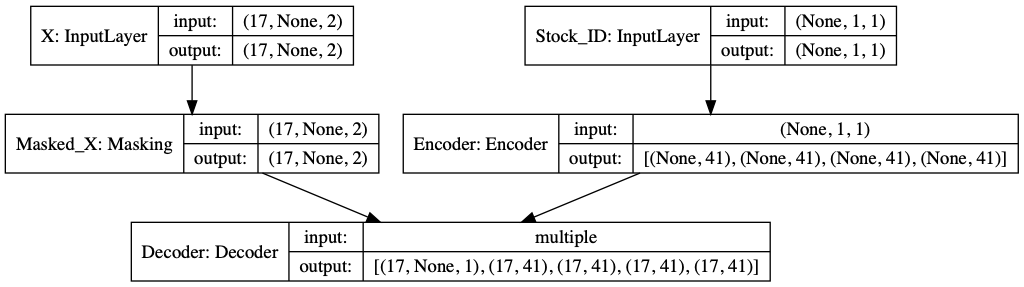 X: InputLayer
input: (17, None, 2)
output: (17, None, 2)
Stock_ID: InputLayer
input: (None, 1, 1)
output: (None, 1, 1)
Masked_X: Masking
input: (17, None, 2)
output: (17, None, 2)
Encoder: Encoder
input: (None, 1, 1)
output: [(None, 41), (None, 41), (None, 41), (None, 41)]
Decoder: Decoder
input: multiple
output: [(17, None, 1), (17, 41), (17, 41), (17, 41), (17, 41)]